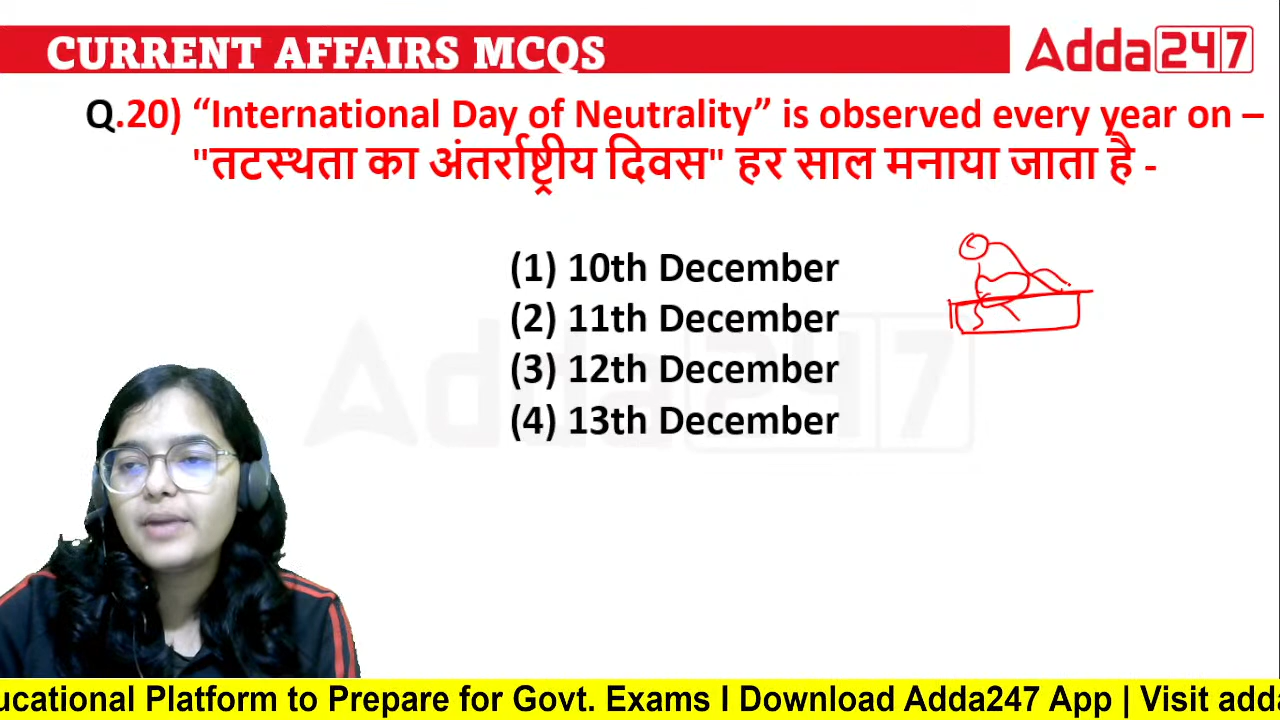 CURRENT AFFAIRS MCQS
Adda247
Q.20) “International Day of Neutrality” is observed every year on –
"तटस्थता का अंतर्राष्ट्रीय दिवस" हर साल मनाया जाता है -
(1) 10th December
(2) 11th December
(3) 12th December
(4) 13th December
Adda247
ucational Platform to Prepare for Govt. Exams I Download Adda247 App | Visit adda